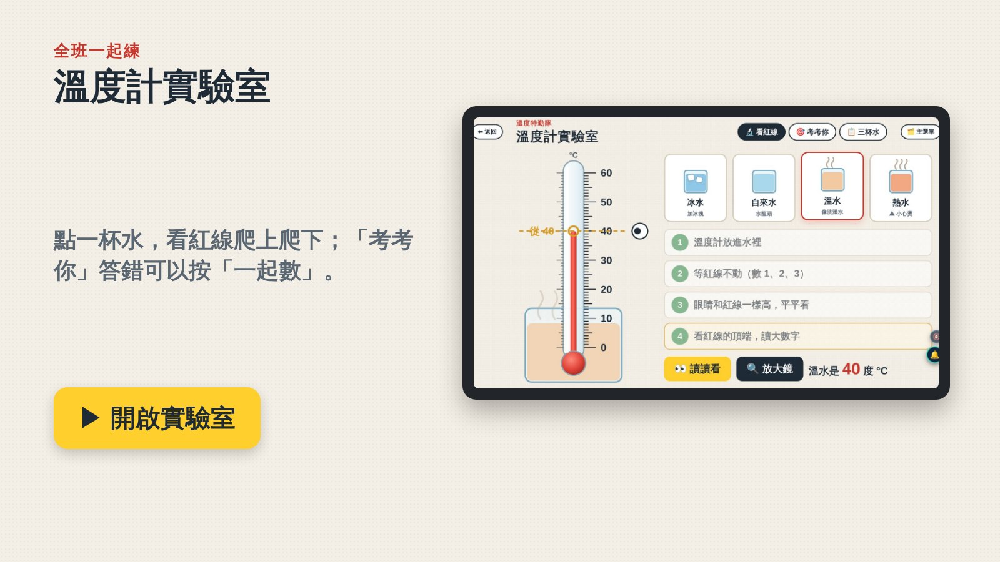 全班一起練
溫度計實驗室
點一杯水，看紅線爬上爬下；「考考
你」答錯可以按「一起數」。
▶ 開啟實驗室
⬅ 返回
溫度特勤隊
溫度計實驗室
🔬 看紅線
🎯 考考你
📋 三杯水
🗂️ 主選單
°C
60
50
從 40
40
30
20
10
0
冰水
加冰塊
自來水
水龍頭
溫水
像洗澡水
熱水
⚠ 小心燙
1 溫度計放進水裡
2 等紅線不動（數 1、2、3）
3 眼睛和紅線一樣高，平平看
4 看紅線的頂端，讀大數字
👀 讀讀看
🔍 放大鏡
溫水是 40 度 °C